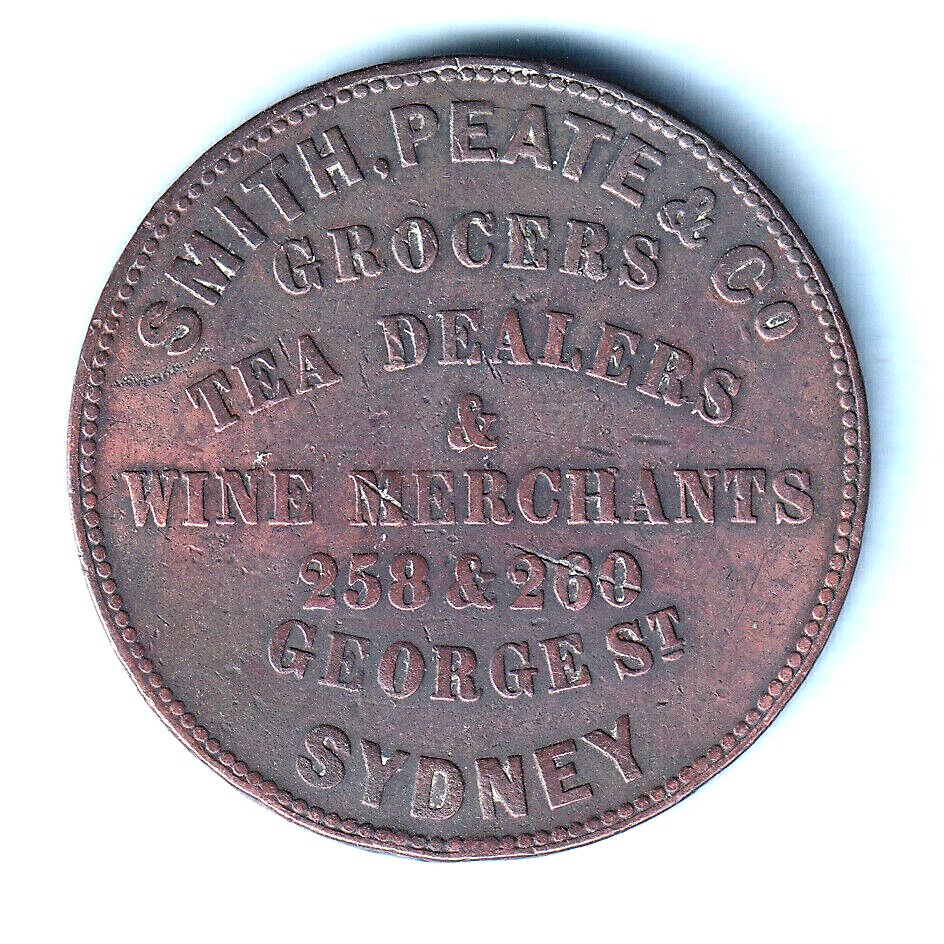 SMITH, PEATE & CO
GROCERS
TEA DEALERS
&
WINE MERCHANTS
258 & 260
GEORGE ST
SYDNEY